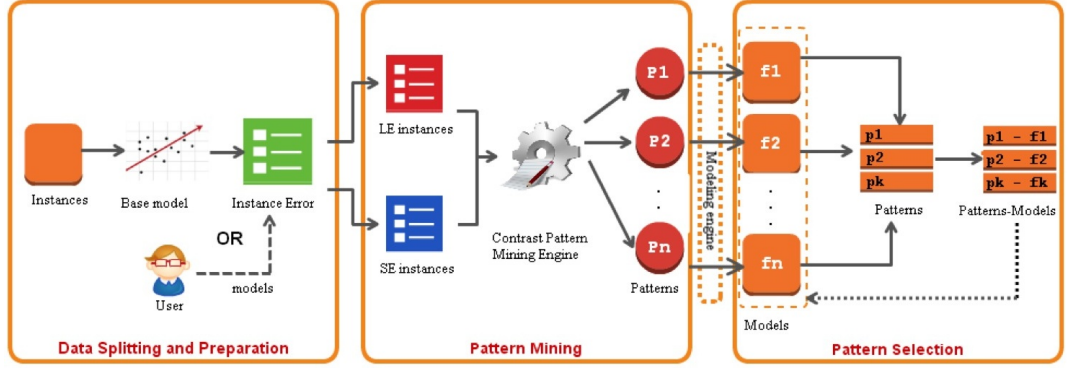 Instances
Base model
Instance Error
OR
User
models
Data Splitting and Preparation
LE instances
SE instances
Contrast Pattern
Mining Engine
P1
P2
Pn
Patterns
Pattern Mining
Modeling engine
f1
f2
fn
Models
p1
p2
pk
Patterns
p1 - f1
p2 - f2
pk - fk
Patterns-Models
Pattern Selection